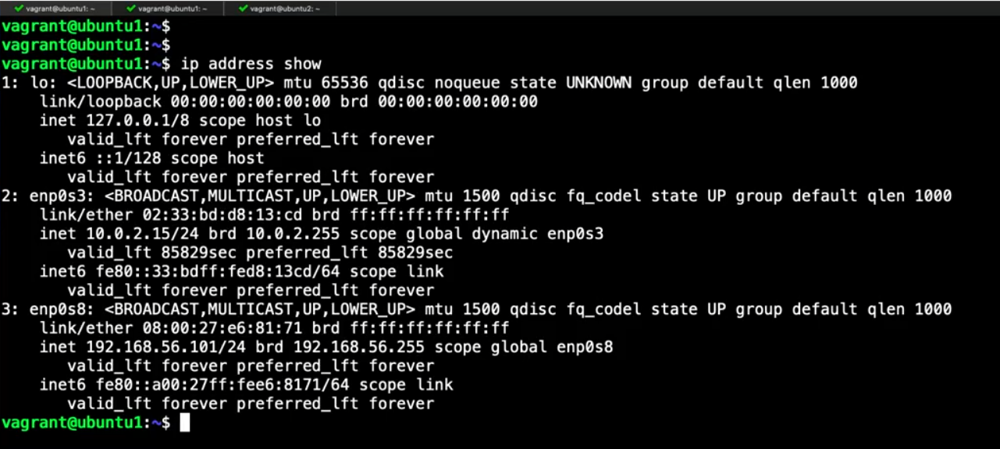 vagrant@ubuntu1: ~ vagrant@ubuntu1: ~ vagrant@ubuntu2: ~
vagrant@ubuntu1:~$
vagrant@ubuntu1:~$
vagrant@ubuntu1:~$ ip address show
1: lo: <LOOPBACK,UP,LOWER_UP> mtu 65536 qdisc noqueue state UNKNOWN group default qlen 1000
    link/loopback 00:00:00:00:00:00 brd 00:00:00:00:00:00
    inet 127.0.0.1/8 scope host lo
       valid_lft forever preferred_lft forever
    inet6 ::1/128 scope host
       valid_lft forever preferred_lft forever
2: enp0s3: <BROADCAST,MULTICAST,UP,LOWER_UP> mtu 1500 qdisc fq_codel state UP group default qlen 1000
    link/ether 02:33:bd:d8:13:cd brd ff:ff:ff:ff:ff:ff
    inet 10.0.2.15/24 brd 10.0.2.255 scope global dynamic enp0s3
       valid_lft 85829sec preferred_lft 85829sec
    inet6 fe80::33:bdff:fed8:13cd/64 scope link
       valid_lft forever preferred_lft forever
3: enp0s8: <BROADCAST,MULTICAST,UP,LOWER_UP> mtu 1500 qdisc fq_codel state UP group default qlen 1000
    link/ether 08:00:27:e6:81:71 brd ff:ff:ff:ff:ff:ff
    inet 192.168.56.101/24 brd 192.168.56.255 scope global enp0s8
       valid_lft forever preferred_lft forever
    inet6 fe80::a00:27ff:fee6:8171/64 scope link
       valid_lft forever preferred_lft forever
vagrant@ubuntu1:~$